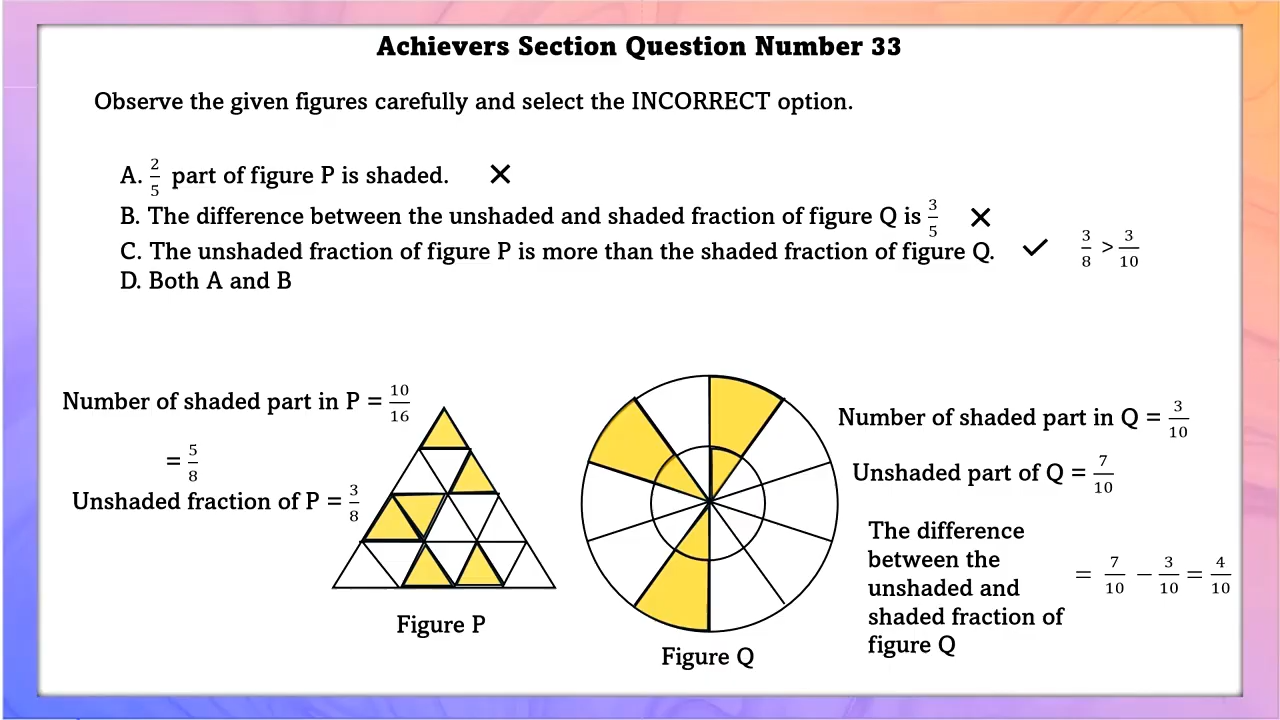 Achievers Section Question Number 33
Observe the given figures carefully and select the INCORRECT option.
A. 2/5 part of figure P is shaded. ✕
B. The difference between the unshaded and shaded fraction of figure Q is 3/5 ✕
C. The unshaded fraction of figure P is more than the shaded fraction of figure Q. ✓ 3/8 > 3/10
D. Both A and B
Number of shaded part in P = 10/16
= 5/8
Unshaded fraction of P = 3/8
Figure P
Figure Q
Number of shaded part in Q = 3/10
Unshaded part of Q = 7/10
The difference
between the
unshaded and
shaded fraction of
figure Q
= 7/10 − 3/10 = 4/10